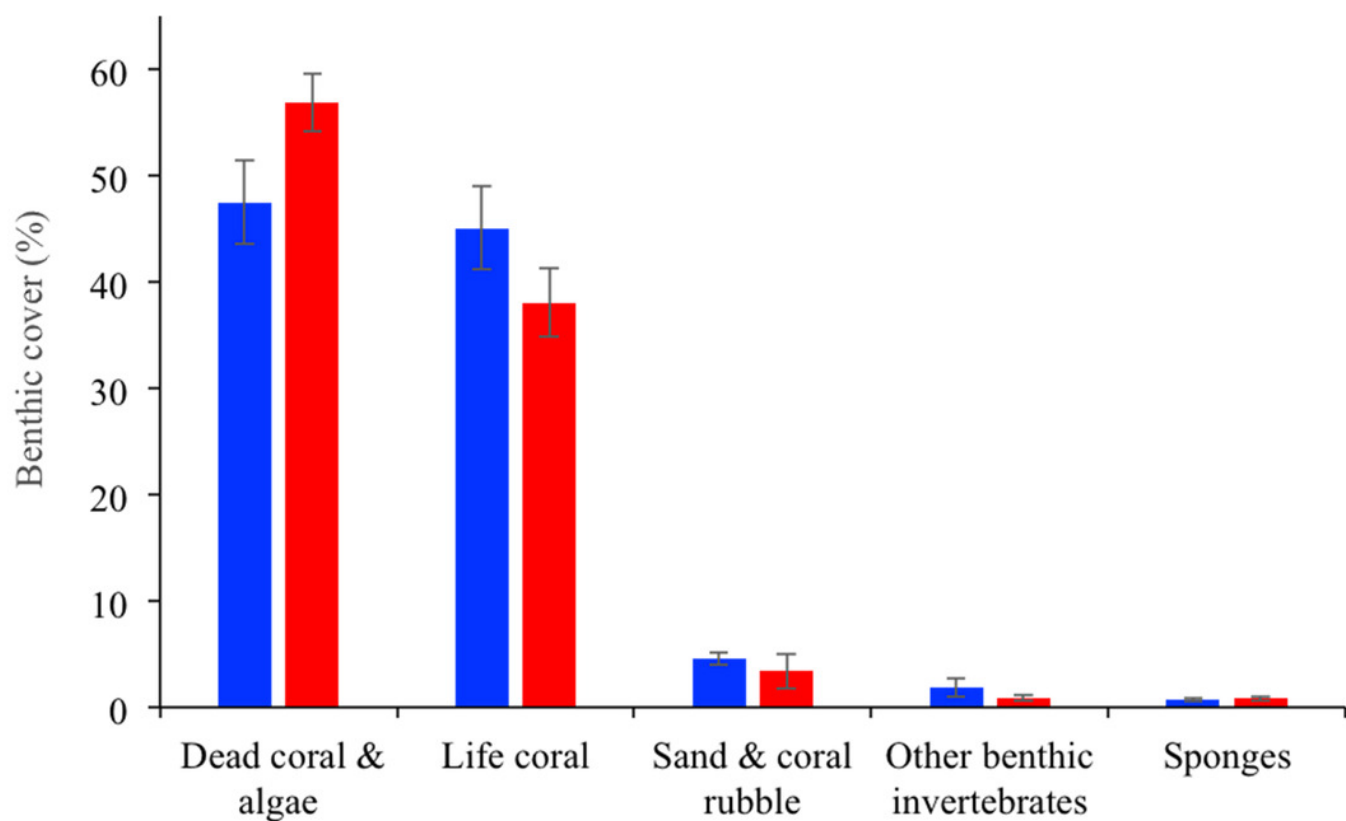 Benthic cover (%)
60
50
40
30
20
10
0
Dead coral &
algae
Life coral
Sand & coral
rubble
Other benthic
invertebrates
Sponges